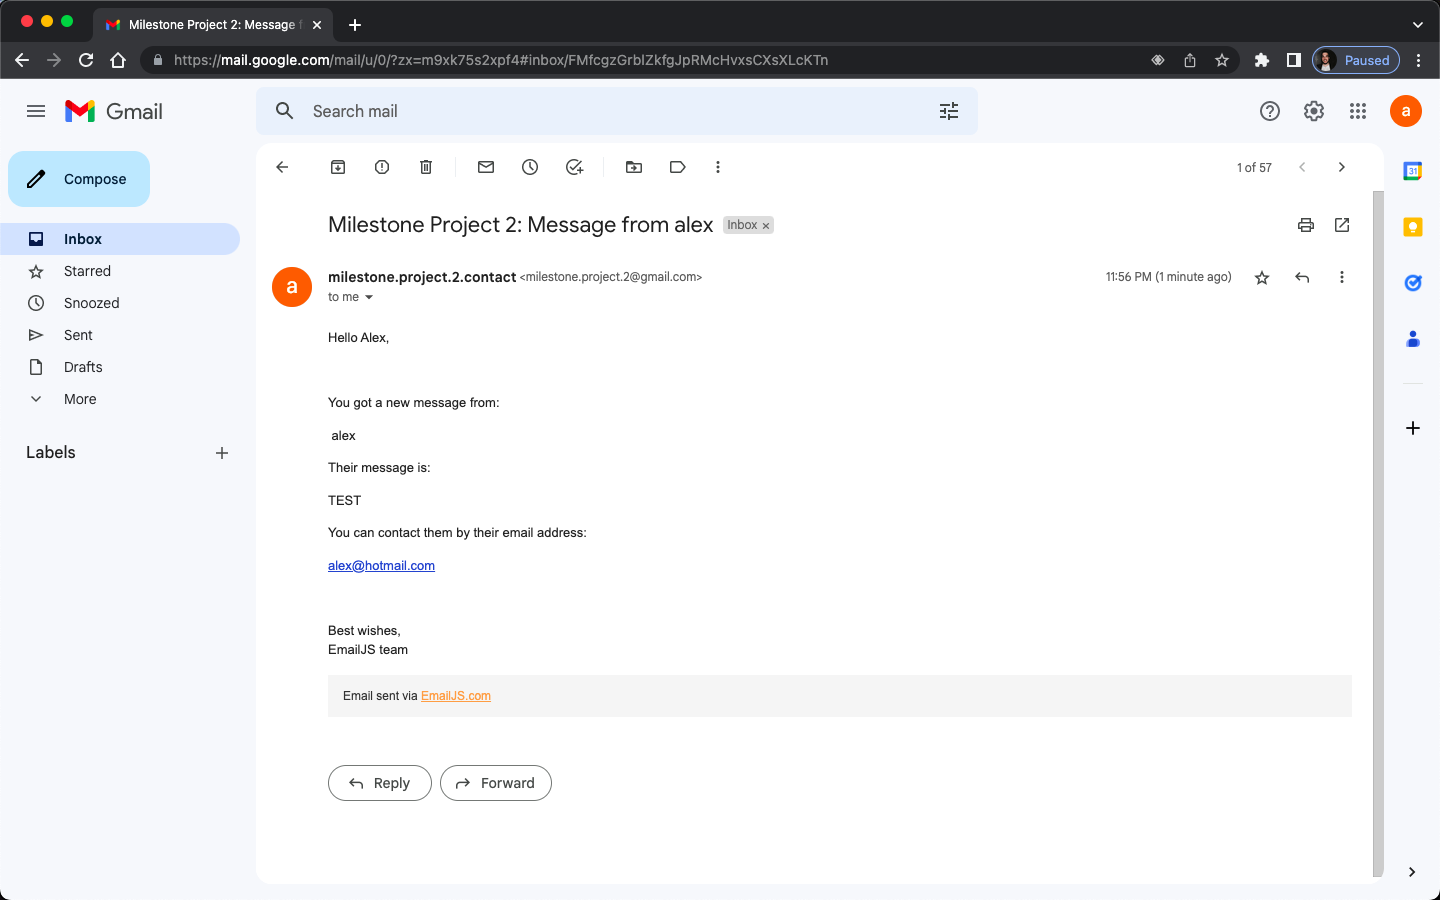 Milestone Project 2: Message f
https://mail.google.com/mail/u/0/?zx=m9xk75s2xpf4#inbox/FMfcgzGrblZkfgJpRMcHvxsCXsXLcKTn
Paused
Gmail
Search mail
a
Compose
1 of 57
31
Inbox
Starred
Snoozed
Sent
Drafts
More
Labels
Milestone Project 2: Message from alex Inbox
a
milestone.project.2.contact <milestone.project.2@gmail.com>
11:56 PM (1 minute ago)
to me
Hello Alex,
You got a new message from:
alex
Their message is:
TEST
You can contact them by their email address:
alex@hotmail.com
Best wishes,
EmailJS team
Email sent via EmailJS.com
Reply
Forward